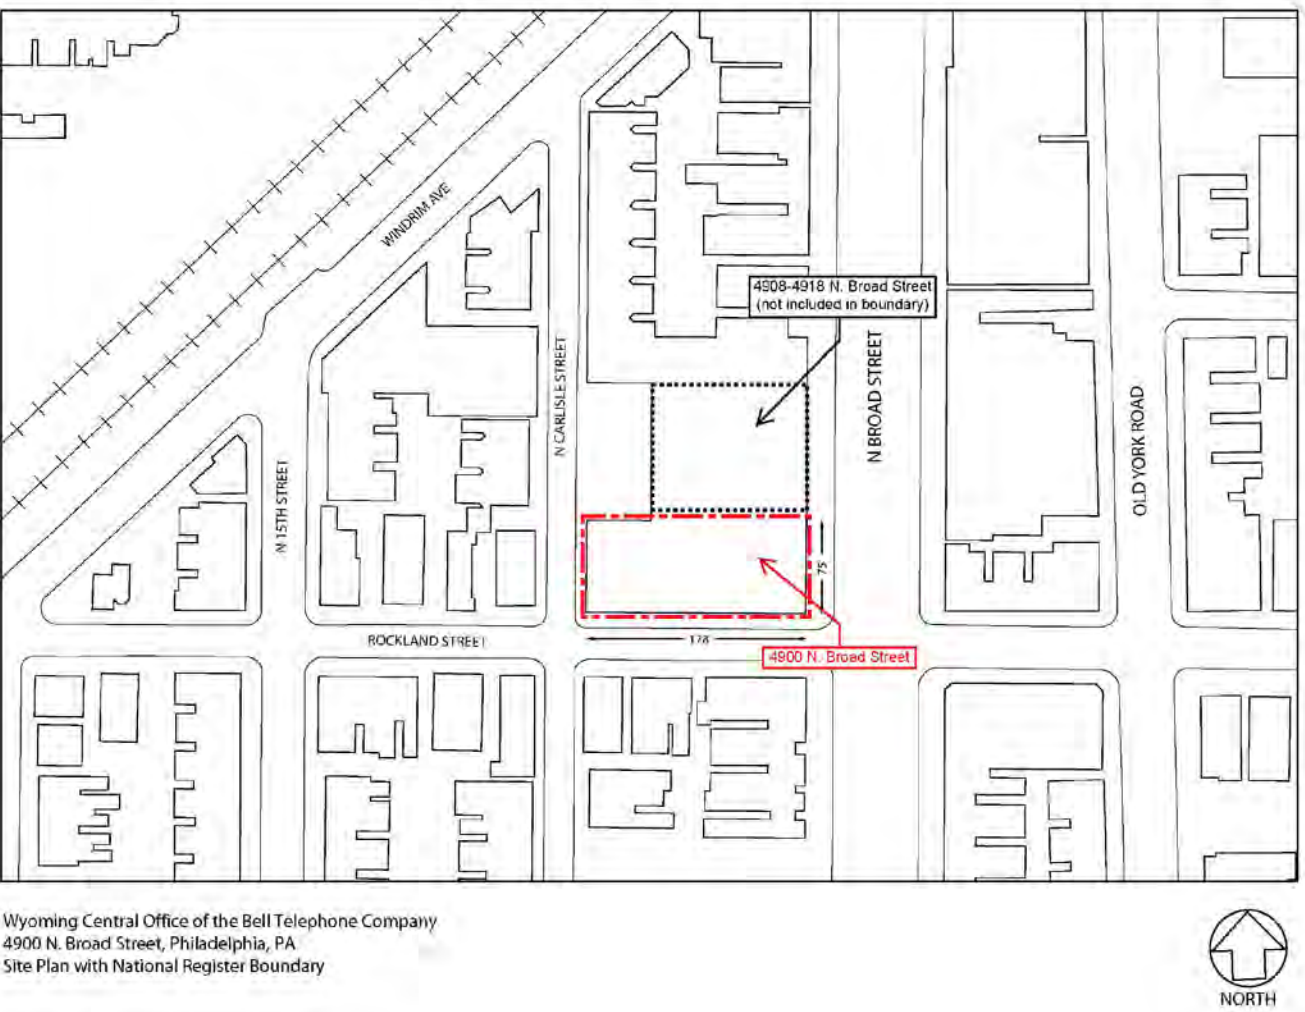 WINDRIM AVE
4908-4918 N. Broad Street
(not included in boundary)
N CARLISLE STREET
N BROAD STREET
OLD YORK ROAD
N 15TH STREET
75'
ROCKLAND STREET
178
4900 N. Broad Street
Wyoming Central Office of the Bell Telephone Company
4900 N. Broad Street, Philadelphia, PA
Site Plan with National Register Boundary
NORTH